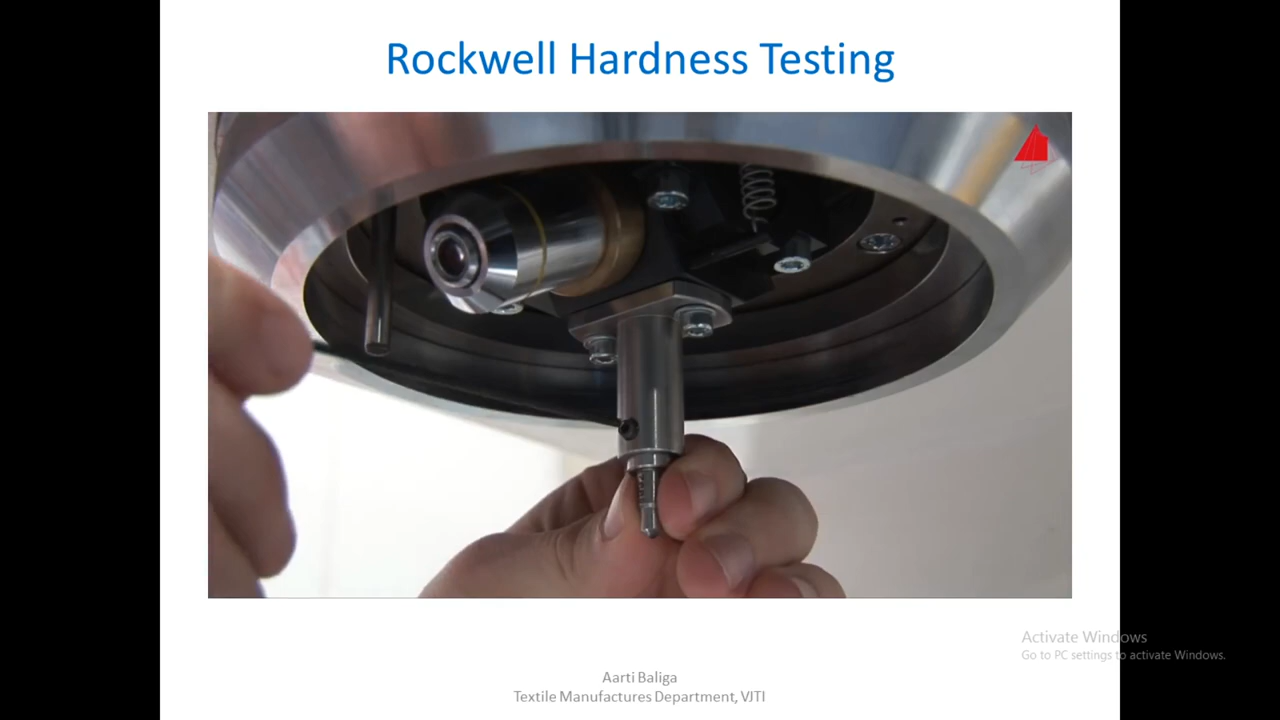 Rockwell Hardness Testing
Activate Windows
Go to PC settings to activate Windows.
Aarti Baliga
Textile Manufactures Department, VJTI